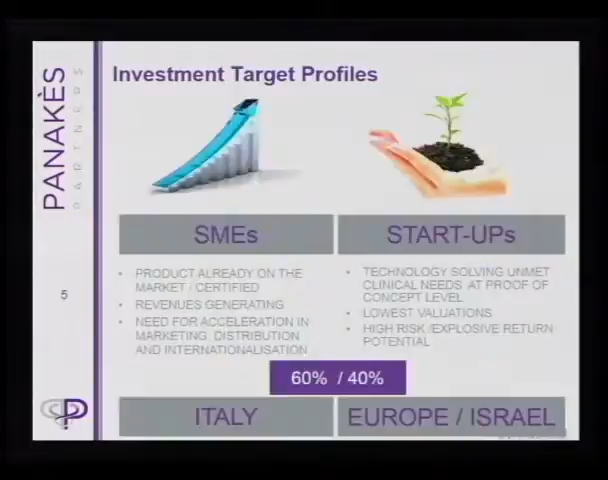 PANAKÈS
PARTNERS
Investment Target Profiles
SMEs
START-UPs
• PRODUCT ALREADY ON THE
MARKET / CERTIFIED
• REVENUES GENERATING
• NEED FOR ACCELERATION IN
MARKETING, DISTRIBUTION
AND INTERNATIONALISATION
• TECHNOLOGY SOLVING UNMET
CLINICAL NEEDS AT PROOF OF
CONCEPT LEVEL
• LOWEST VALUATIONS
• HIGH RISK /EXPLOSIVE RETURN
POTENTIAL
5
60% / 40%
ITALY
EUROPE / ISRAEL